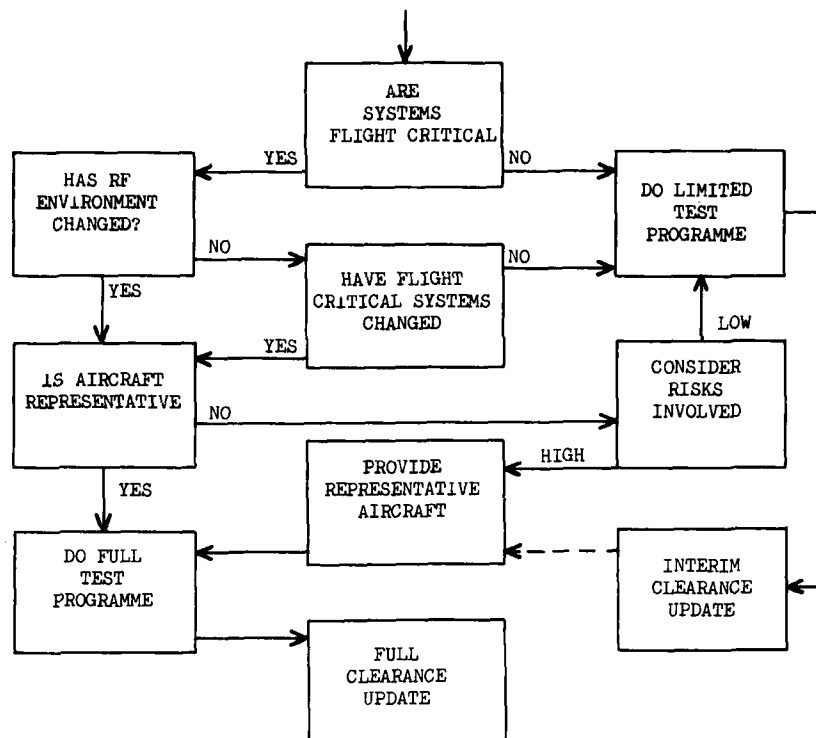 ARE
SYSTEMS
FLIGHT CRITICAL
YES
NO
HAS RF
ENVIRONMENT
CHANGED?
DO LIMITED
TEST
PROGRAMME
NO
NO
HAVE FLIGHT
CRITICAL SYSTEMS
CHANGED
YES
YES
LOW
IS AIRCRAFT
REPRESENTATIVE
NO
CONSIDER
RISKS
INVOLVED
HIGH
PROVIDE
REPRESENTATIVE
AIRCRAFT
YES
DO FULL
TEST
PROGRAMME
INTERIM
CLEARANCE
UPDATE
FULL
CLEARANCE
UPDATE